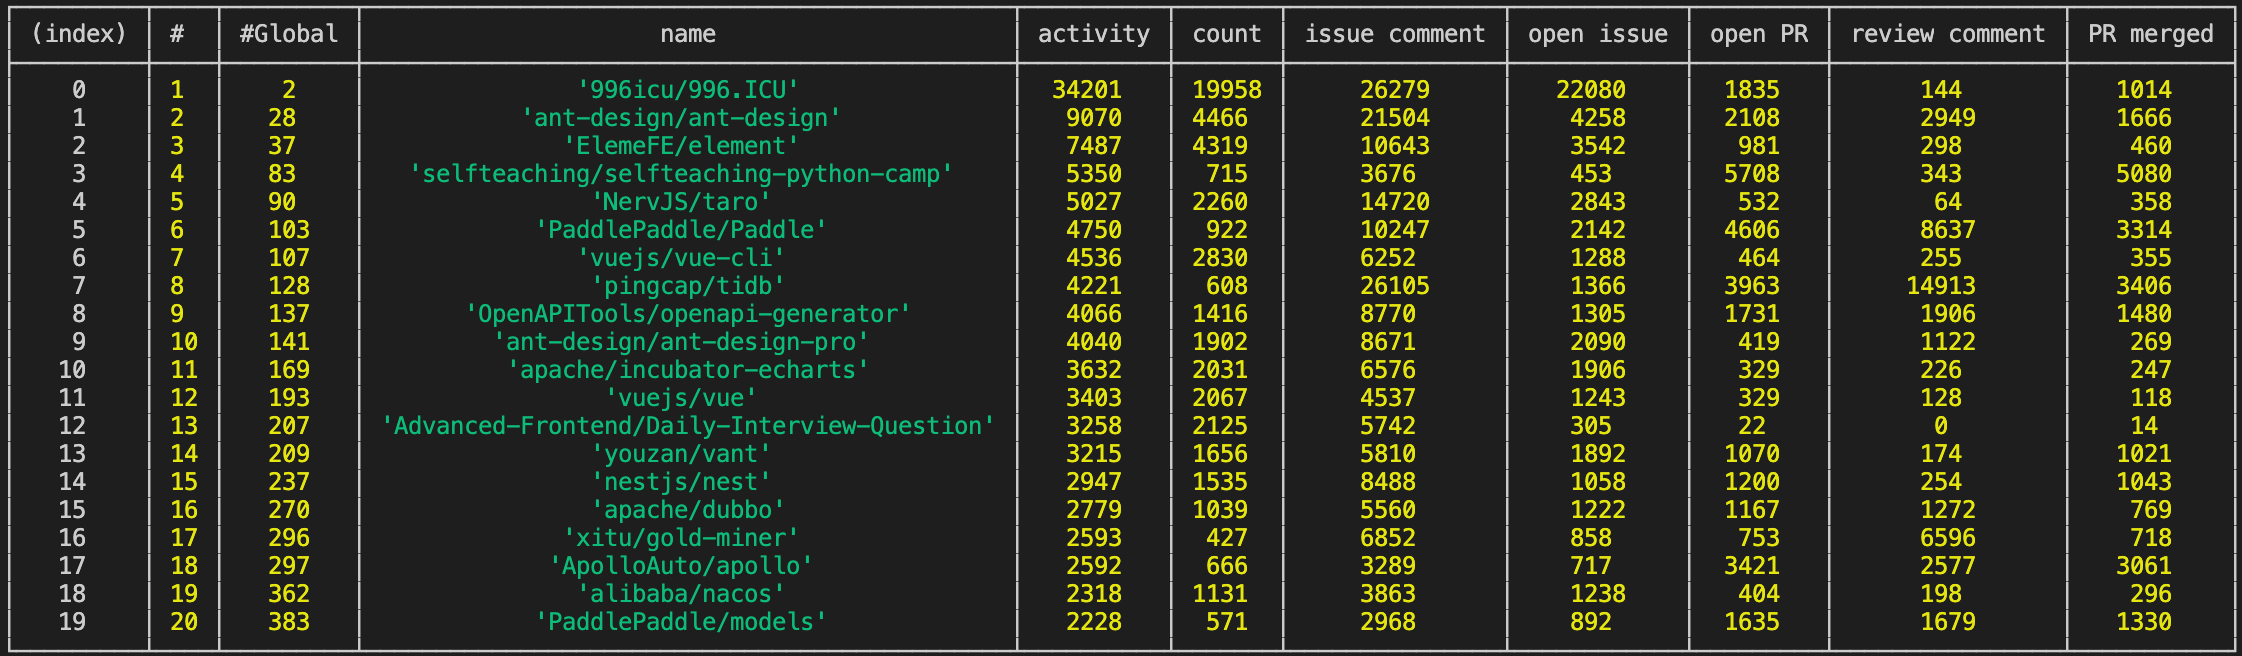 (index) # #Global name activity count issue comment open issue open PR review comment PR merged
0 1 2 '996icu/996.ICU' 34201 19958 26279 22080 1835 144 1014
1 2 28 'ant-design/ant-design' 9070 4466 21504 4258 2108 2949 1666
2 3 37 'ElemeFE/element' 7487 4319 10643 3542 981 298 460
3 4 83 'selfteaching/selfteaching-python-camp' 5350 715 3676 453 5708 343 5080
4 5 90 'NervJS/taro' 5027 2260 14720 2843 532 64 358
5 6 103 'PaddlePaddle/Paddle' 4750 922 10247 2142 4606 8637 3314
6 7 107 'vuejs/vue-cli' 4536 2830 6252 1288 464 255 355
7 8 128 'pingcap/tidb' 4221 608 26105 1366 3963 14913 3406
8 9 137 'OpenAPITools/openapi-generator' 4066 1416 8770 1305 1731 1906 1480
9 10 141 'ant-design/ant-design-pro' 4040 1902 8671 2090 419 1122 269
10 11 169 'apache/incubator-echarts' 3632 2031 6576 1906 329 226 247
11 12 193 'vuejs/vue' 3403 2067 4537 1243 329 128 118
12 13 207 'Advanced-Frontend/Daily-Interview-Question' 3258 2125 5742 305 22 0 14
13 14 209 'youzan/vant' 3215 1656 5810 1892 1070 174 1021
14 15 237 'nestjs/nest' 2947 1535 8488 1058 1200 254 1043
15 16 270 'apache/dubbo' 2779 1039 5560 1222 1167 1272 769
16 17 296 'xitu/gold-miner' 2593 427 6852 858 753 6596 718
17 18 297 'ApolloAuto/apollo' 2592 666 3289 717 3421 2577 3061
18 19 362 'alibaba/nacos' 2318 1131 3863 1238 404 198 296
19 20 383 'PaddlePaddle/models' 2228 571 2968 892 1635 1679 1330